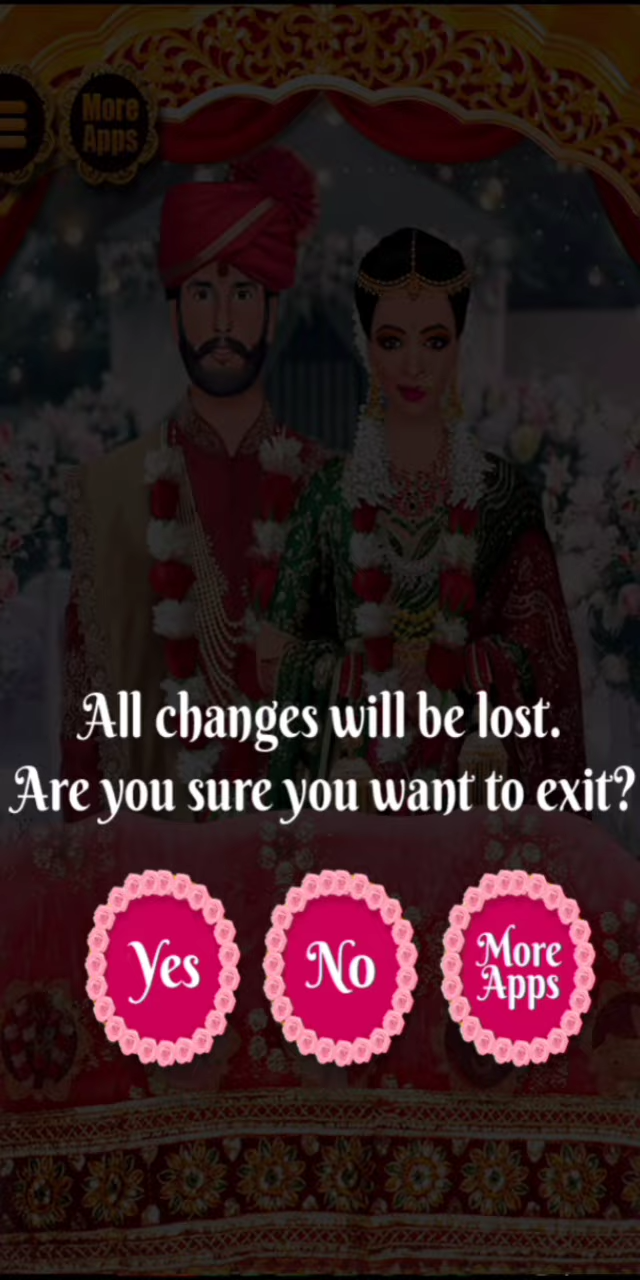 More
Apps
All changes will be lost.
Are you sure you want to exit?
Yes
No
More
Apps